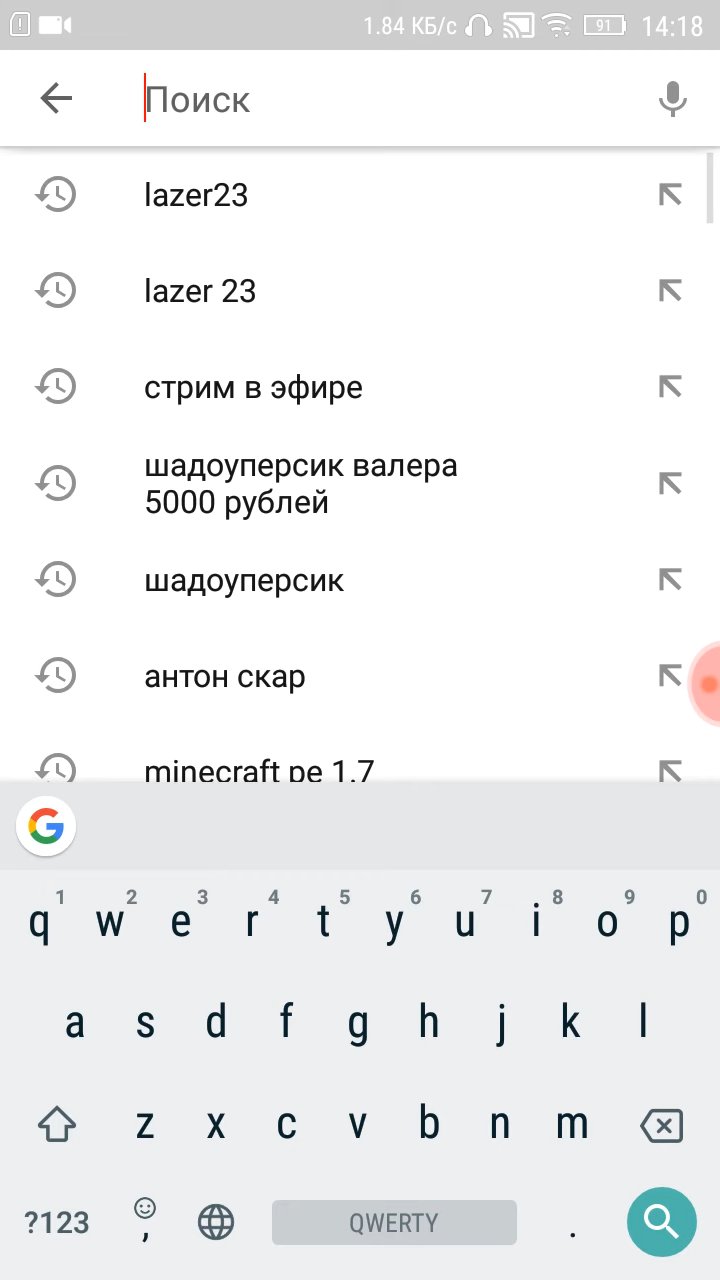 1.84 КБ/с 91 14:18
Поиск
lazer23
lazer 23
стрим в эфире
шадоуперсик валера
5000 рублей
шадоуперсик
антон скар
minecraft pe 1.7
G
q 1 w 2 e 3 r 4 t 5 y 6 u 7 i 8 o 9 p 0
a s d f g h j k l
z x c v b n m
?123 , QWERTY .